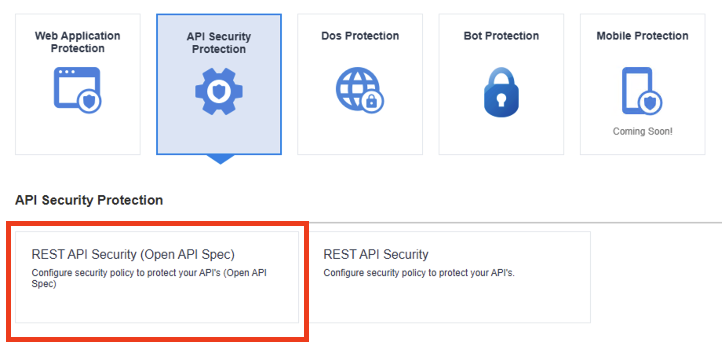 Web Application
Protection
API Security
Protection
Dos Protection
Bot Protection
Mobile Protection
Coming Soon!
API Security Protection
REST API Security (Open API Spec)
Configure security policy to protect your API's (Open API
Spec)
REST API Security
Configure security policy to protect your API's.